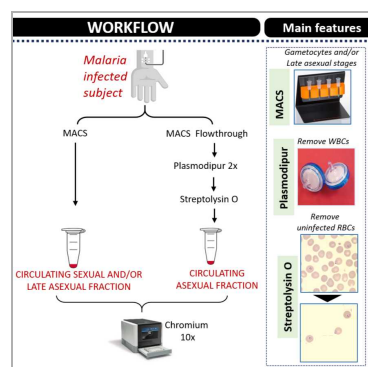 WORKFLOW
Malaria
infected
subject
MACS
MACS Flowthrough
Plasmodipur 2x
Streptolysin O
CIRCULATING SEXUAL AND/OR
LATE ASEXUAL FRACTION
CIRCULATING
ASEXUAL FRACTION
Chromium
10x
Main features
Gametocytes and/or
Late asexual stages
MACS
Remove WBCs
Plasmodipur
Remove
uninfected RBCs
Streptolysin O